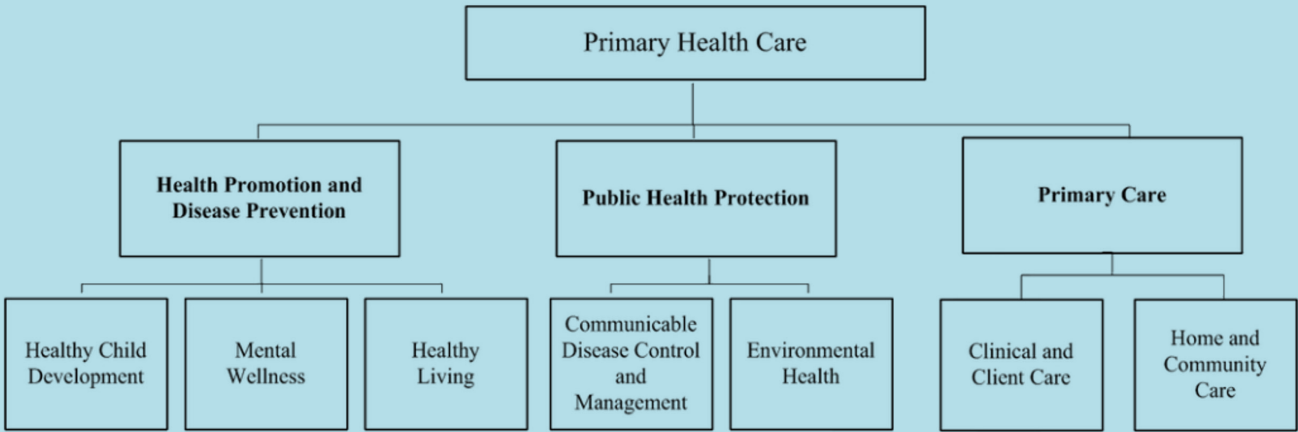 Primary Health Care
Health Promotion and
Disease Prevention
Public Health Protection
Primary Care
Healthy Child
Development
Mental
Wellness
Healthy
Living
Communicable
Disease Control
and
Management
Environmental
Health
Clinical and
Client Care
Home and
Community
Care